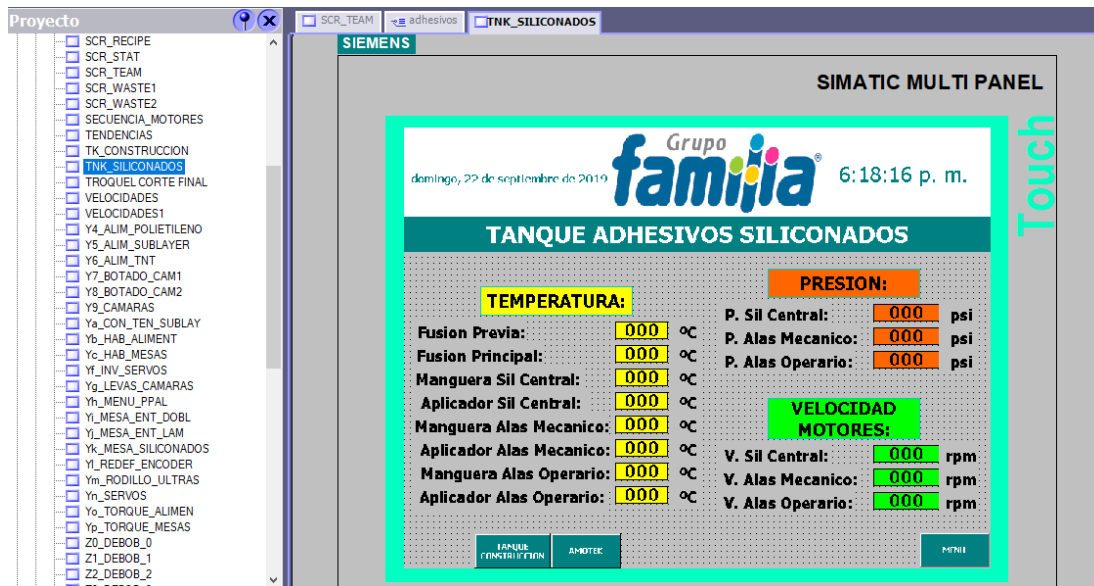 Proyecto
SCR_RECIPE
SCR_STAT
SCR_TEAM
SCR_WASTE1
SCR_WASTE2
SECUENCIA_MOTORES
TENDENCIAS
TK_CONSTRUCCION
TNK_SILICONADOS
TROQUEL CORTE FINAL
VELOCIDADES
VELOCIDADES1
Y4_ALIM_POLIETILENO
Y5_ALIM_SUBLAYER
Y6_ALIM_TNT
Y7_BOTADO_CAM1
Y8_BOTADO_CAM2
Y9_CAMARAS
Ya_CON_TEN_SUBLAY
Yb_HAB_ALIMENT
Yc_HAB_MESAS
Yf_INV_SERVOS
Yg_LEVAS_CAMARAS
Yh_MENU_PPAL
Yi_MESA_ENT_DOBL
Yj_MESA_ENT_LAM
Yk_MESA_SILICONADOS
Yl_REDEF_ENCODER
Ym_RODILLO_ULTRAS
Yn_SERVOS
Yo_TORQUE_ALIMEN
Yp_TORQUE_MESAS
Z0_DEBOB_0
Z1_DEBOB_1
Z2_DEBOB_2
SCR_TEAM adhesivos TNK_SILICONADOS
SIEMENS
SIMATIC MULTI PANEL
Touch
domingo, 22 de septiembre de 2019
Grupo
familia®
6:18:16 p. m.
TANQUE ADHESIVOS SILICONADOS
TEMPERATURA:
Fusion Previa: 000 ºC
Fusion Principal: 000 ºC
Manguera Sil Central: 000 ºC
Aplicador Sil Central: 000 ºC
Manguera Alas Mecanico: 000 ºC
Aplicador Alas Mecanico: 000 ºC
Manguera Alas Operario: 000 ºC
Aplicador Alas Operario: 000 ºC
PRESION:
P. Sil Central: 000 psi
P. Alas Mecanico: 000 psi
P. Alas Operario: 000 psi
VELOCIDAD
MOTORES:
V. Sil Central: 000 rpm
V. Alas Mecanico: 000 rpm
V. Alas Operario: 000 rpm
TANQUE
CONSTRUCCION
AMOTEK
MENU